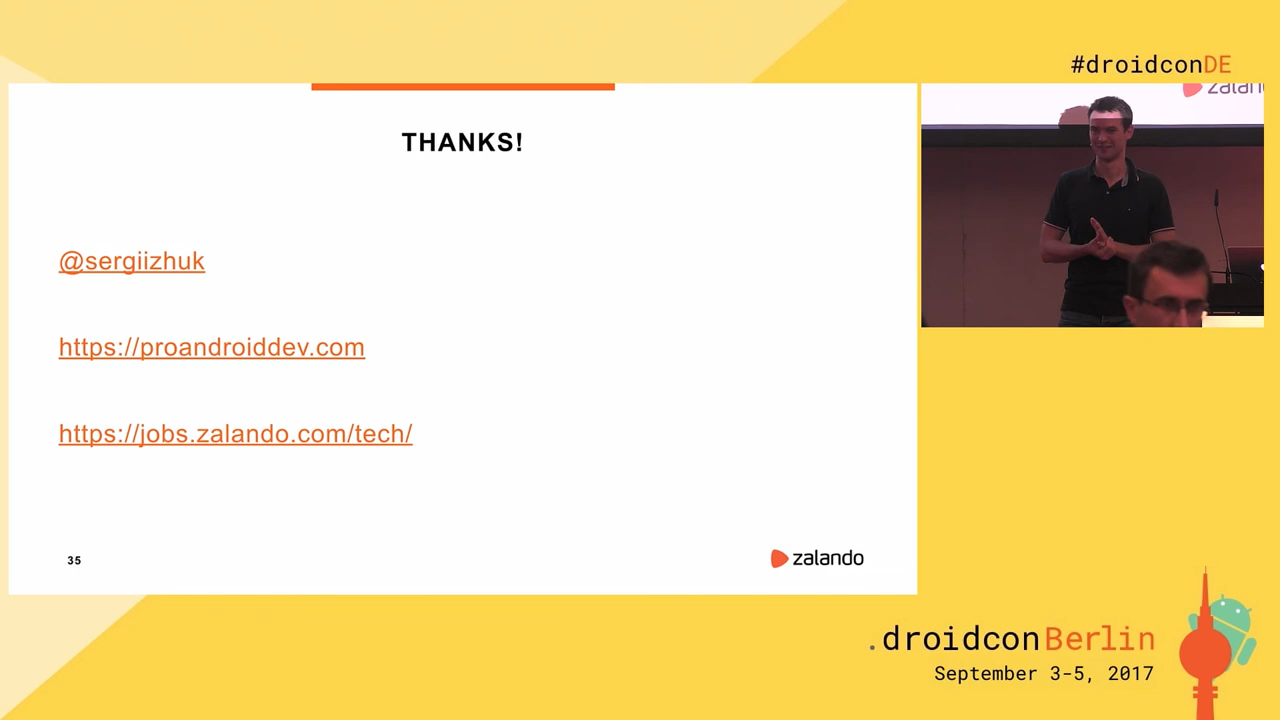 #droidconDE
THANKS!
@sergiizhuk
https://proandroiddev.com
https://jobs.zalando.com/tech/
35
zalando
.droidconBerlin
September 3-5, 2017